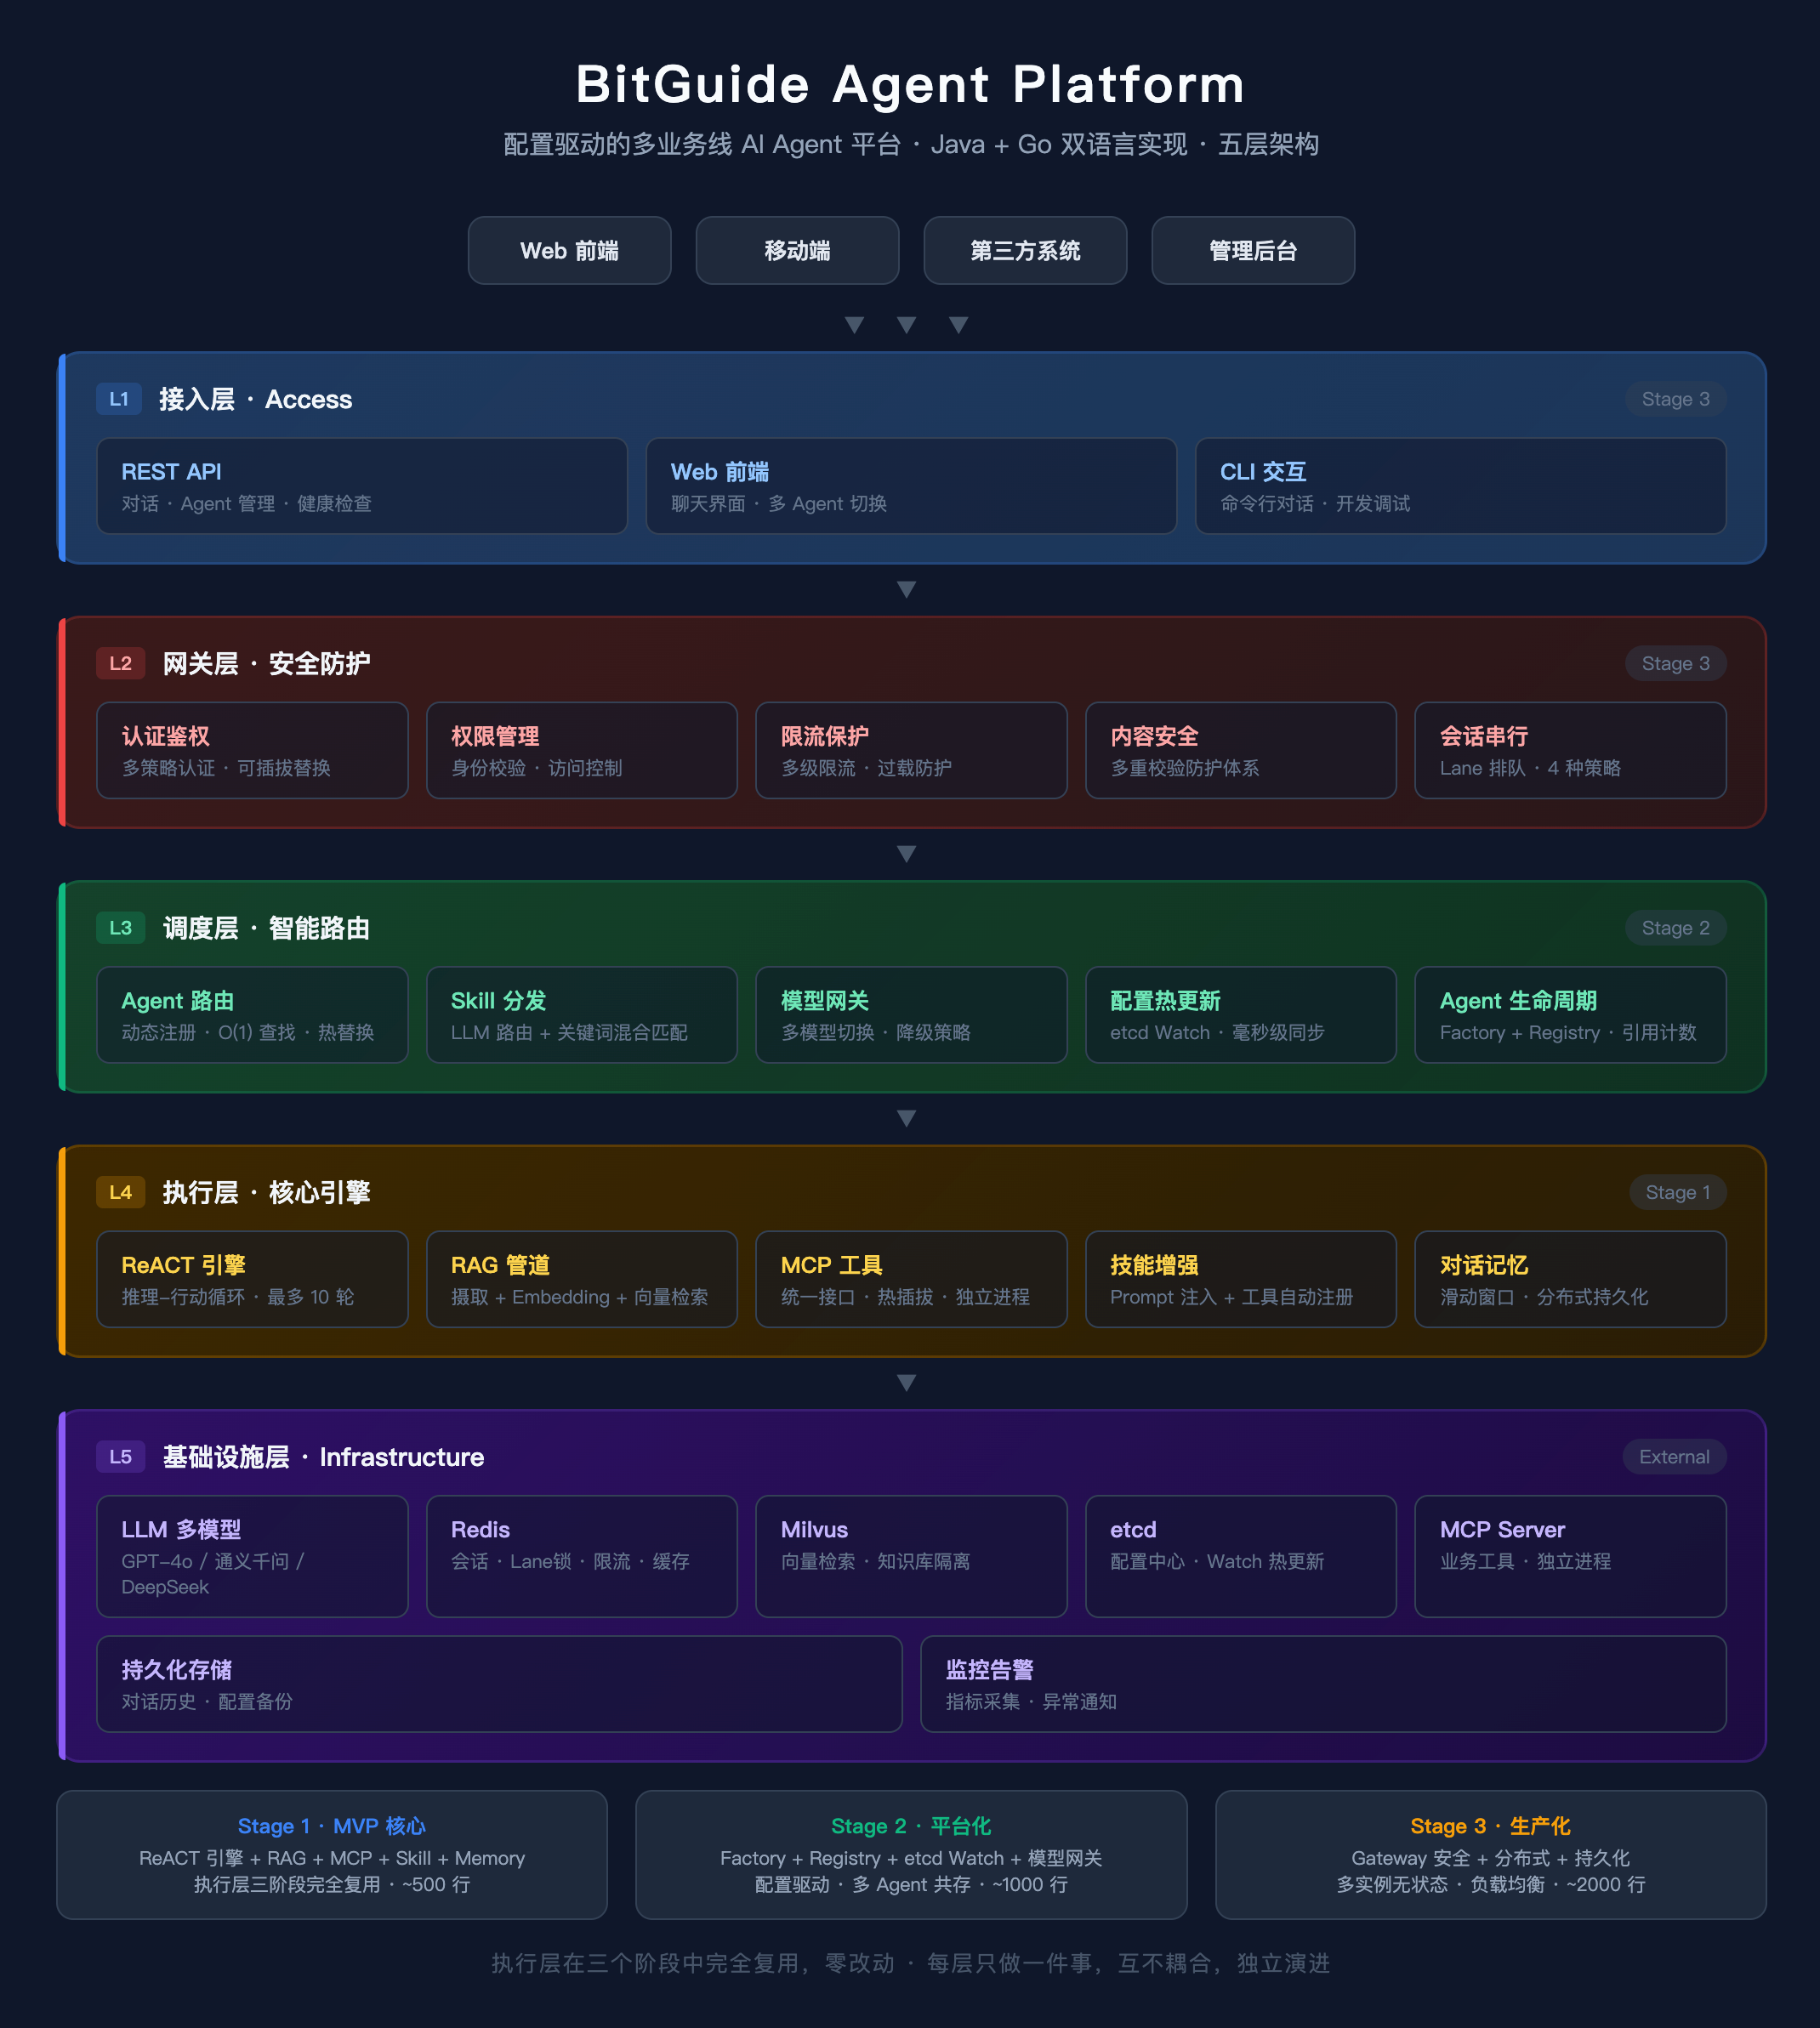 BitGuide Agent Platform
配置驱动的多业务线 AI Agent 平台 · Java + Go 双语言实现 · 五层架构
Web 前端
移动端
第三方系统
管理后台
L1
接入层 · Access
Stage 3
REST API
对话 · Agent 管理 · 健康检查
Web 前端
聊天界面 · 多 Agent 切换
CLI 交互
命令行对话 · 开发调试
L2
网关层 · 安全防护
Stage 3
认证鉴权
多策略认证 · 可插拔替换
权限管理
身份校验 · 访问控制
限流保护
多级限流 · 过载防护
内容安全
多重校验防护体系
会话串行
Lane 排队 · 4 种策略
L3
调度层 · 智能路由
Stage 2
Agent 路由
动态注册 · O(1) 查找 · 热替换
Skill 分发
LLM 路由 + 关键词混合匹配
模型网关
多模型切换 · 降级策略
配置热更新
etcd Watch · 毫秒级同步
Agent 生命周期
Factory + Registry · 引用计数
L4
执行层 · 核心引擎
Stage 1
ReACT 引擎
推理–行动循环 · 最多 10 轮
RAG 管道
摄取 + Embedding + 向量检索
MCP 工具
统一接口 · 热插拔 · 独立进程
技能增强
Prompt 注入 + 工具自动注册
对话记忆
滑动窗口 · 分布式持久化
L5
基础设施层 · Infrastructure
External
LLM 多模型
GPT–4o / 通义千问 /
DeepSeek
Redis
会话 · Lane锁 · 限流 · 缓存
Milvus
向量检索 · 知识库隔离
etcd
配置中心 · Watch 热更新
MCP Server
业务工具 · 独立进程
持久化存储
对话历史 · 配置备份
监控告警
指标采集 · 异常通知
Stage 1 · MVP 核心
ReACT 引擎 + RAG + MCP + Skill + Memory
执行层三阶段完全复用 · ~500 行
Stage 2 · 平台化
Factory + Registry + etcd Watch + 模型网关
配置驱动 · 多 Agent 共存 · ~1000 行
Stage 3 · 生产化
Gateway 安全 + 分布式 + 持久化
多实例无状态 · 负载均衡 · ~2000 行
执行层在三个阶段中完全复用，零改动 · 每层只做一件事，互不耦合，独立演进